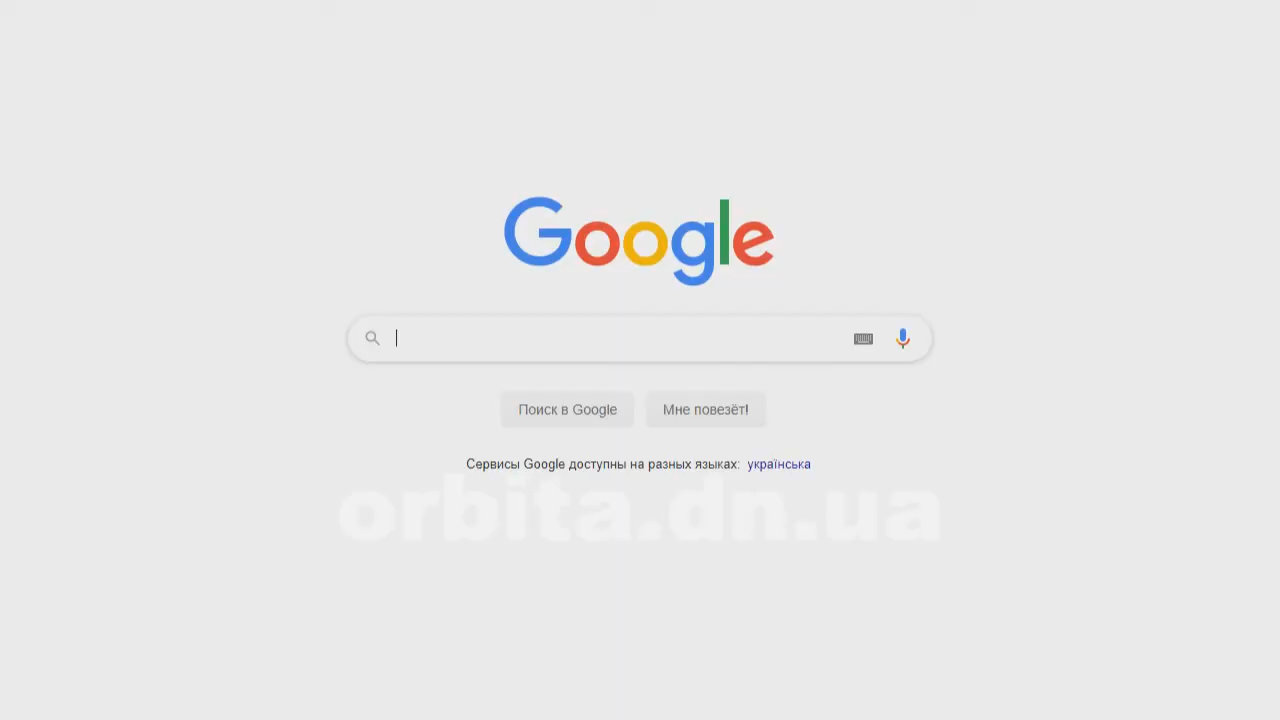 Google
Поиск в Google
Мне повезёт!
Сервисы Google доступны на разных языках: українська
orbita.dn.ua